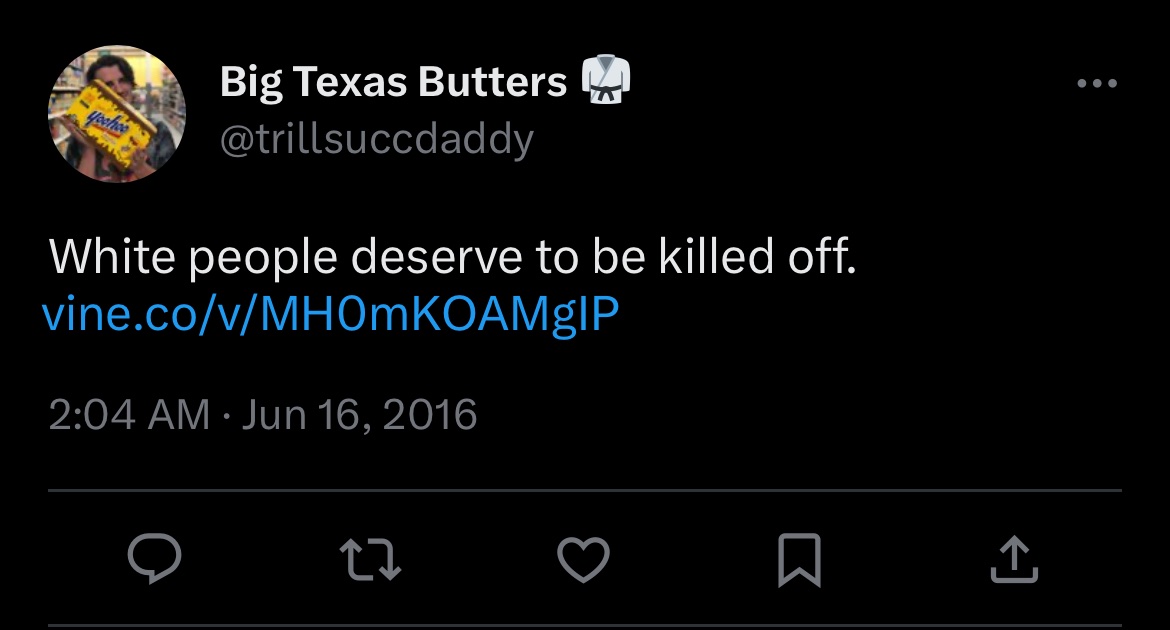 Big Texas Butters
@trillsuccdaddy
Yoohoo
White people deserve to be killed off.
vine.co/v/MH0mKOAMgIP
2:04 AM · Jun 16, 2016